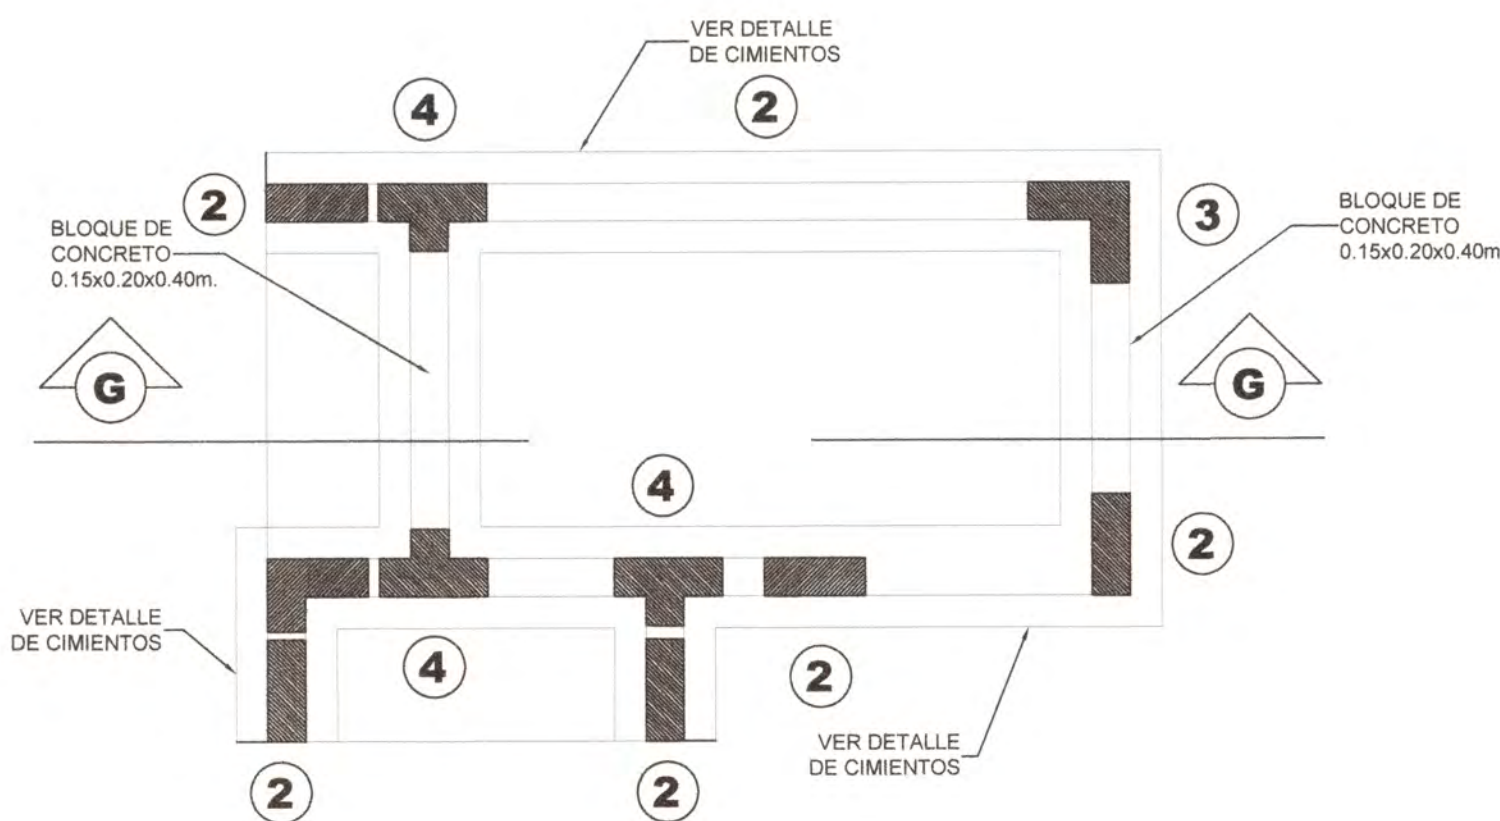 VER DETALLE
DE CIMIENTOS
4
2
2
BLOQUE DE
CONCRETO
0.15x0.20x0.40m.
3
BLOQUE DE
CONCRETO
0.15x0.20x0.40m
G
G
4
2
VER DETALLE
DE CIMIENTOS
4
2
VER DETALLE
DE CIMIENTOS
2
2